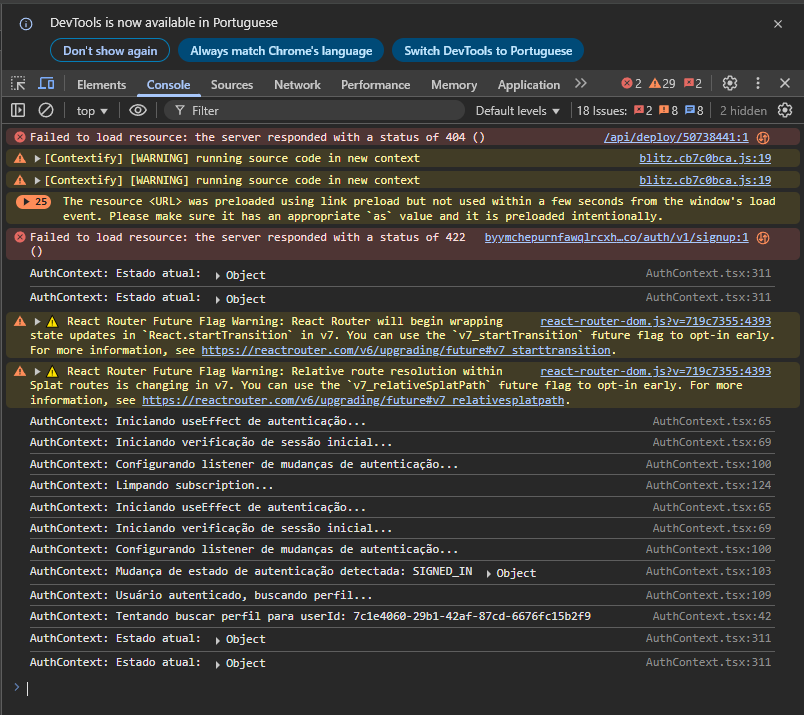 DevTools is now available in Portuguese
Don't show again
Always match Chrome's language
Switch DevTools to Portuguese
Elements Console Sources Network Performance Memory Application 2 29 2
top Filter Default levels 18 Issues: 2 8 8 2 hidden
Failed to load resource: the server responded with a status of 404 () /api/deploy/50738441:1
[Contextify] [WARNING] running source code in new context blitz.cb7c0bca.js:19
[Contextify] [WARNING] running source code in new context blitz.cb7c0bca.js:19
25 The resource <URL> was preloaded using link preload but not used within a few seconds from the window's load
event. Please make sure it has an appropriate `as` value and it is preloaded intentionally.
Failed to load resource: the server responded with a status of 422 byymchepurnfawqlrcxh…co/auth/v1/signup:1
()
AuthContext: Estado atual: Object AuthContext.tsx:311
AuthContext: Estado atual: Object AuthContext.tsx:311
React Router Future Flag Warning: React Router will begin wrapping react-router-dom.js?v=719c7355:4393
state updates in `React.startTransition` in v7. You can use the `v7_startTransition` future flag to opt-in early.
For more information, see https://reactrouter.com/v6/upgrading/future#v7_starttransition.
React Router Future Flag Warning: Relative route resolution within react-router-dom.js?v=719c7355:4393
Splat routes is changing in v7. You can use the `v7_relativeSplatPath` future flag to opt-in early. For more
information, see https://reactrouter.com/v6/upgrading/future#v7_relativesplatpath.
AuthContext: Iniciando useEffect de autenticação... AuthContext.tsx:65
AuthContext: Iniciando verificação de sessão inicial... AuthContext.tsx:69
AuthContext: Configurando listener de mudanças de autenticação... AuthContext.tsx:100
AuthContext: Limpando subscription... AuthContext.tsx:124
AuthContext: Iniciando useEffect de autenticação... AuthContext.tsx:65
AuthContext: Iniciando verificação de sessão inicial... AuthContext.tsx:69
AuthContext: Configurando listener de mudanças de autenticação... AuthContext.tsx:100
AuthContext: Mudança de estado de autenticação detectada: SIGNED_IN Object AuthContext.tsx:103
AuthContext: Usuário autenticado, buscando perfil... AuthContext.tsx:109
AuthContext: Tentando buscar perfil para userId: 7c1e4060-29b1-42af-87cd-6676fc15b2f9 AuthContext.tsx:42
AuthContext: Estado atual: Object AuthContext.tsx:311
AuthContext: Estado atual: Object AuthContext.tsx:311